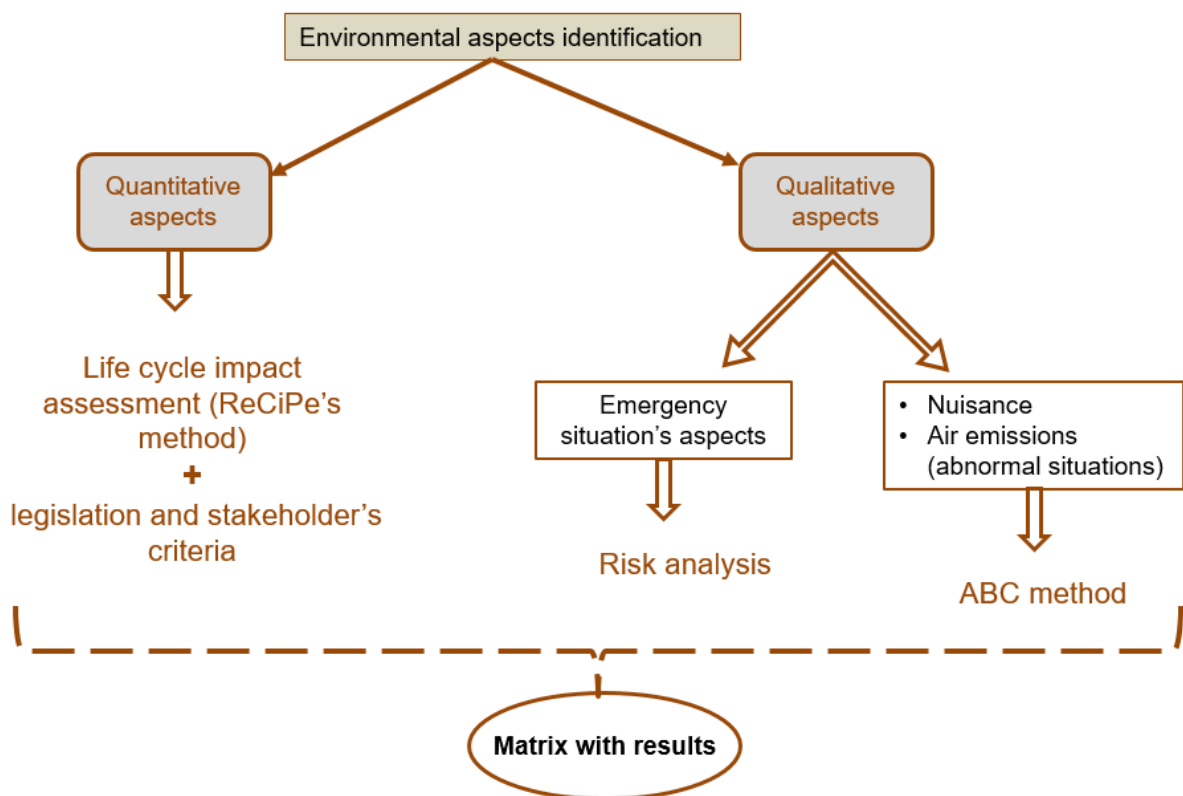 Environmental aspects identification
Quantitative
aspects
Qualitative
aspects
Life cycle impact
assessment (ReCiPe’s
method)
+
legislation and stakeholder’s
criteria
Emergency
situation’s aspects
• Nuisance
• Air emissions
(abnormal situations)
Risk analysis
ABC method
Matrix with results